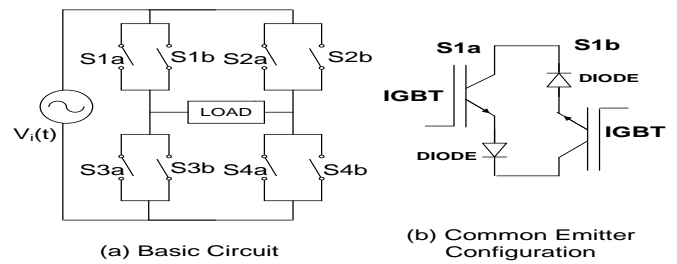 S1a S1b S2a S2b
LOAD
Vi(t)
S3a S3b S4a S4b
(a) Basic Circuit
S1a S1b
DIODE
IGBT
IGBT
DIODE
(b) Common Emitter
Configuration